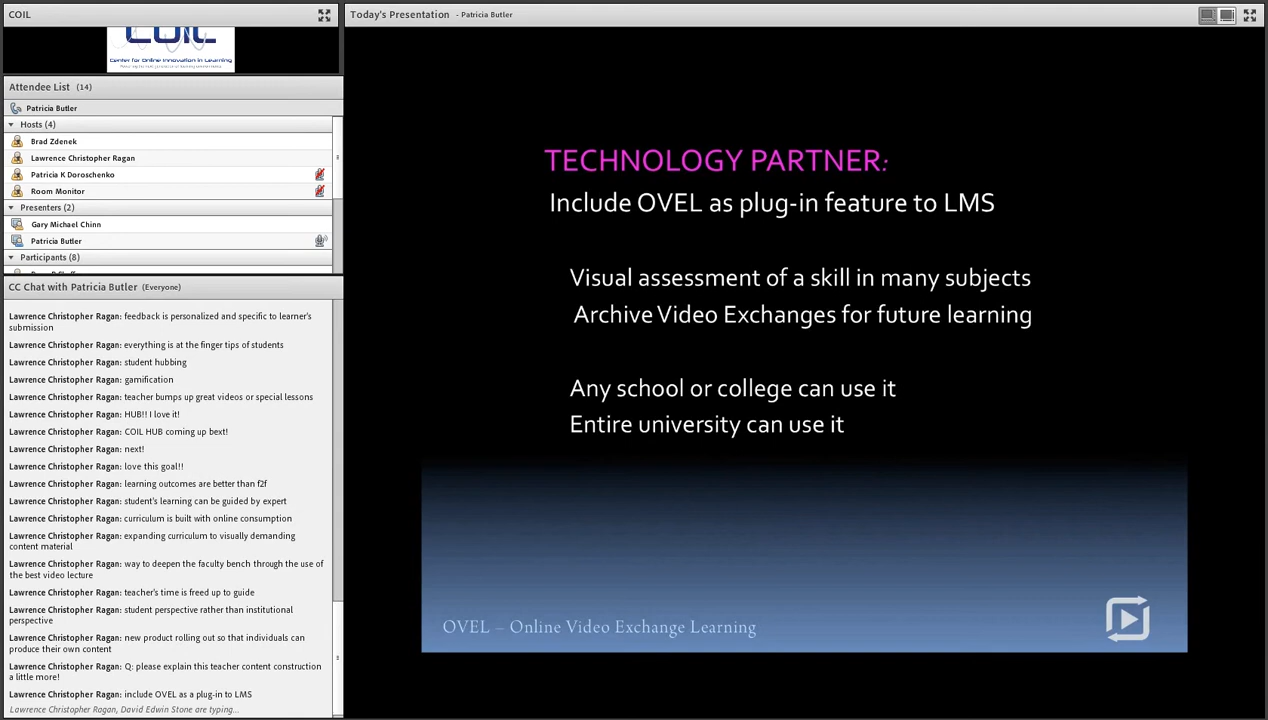 COIL
COIL
Center for Online Innovation in Learning
Attendee List (14)
Patricia Butler
Hosts (4)
Brad Zdenek
Lawrence Christopher Ragan
Patricia K Doroschenko
Room Monitor
Presenters (2)
Gary Michael Chinn
Patricia Butler
Participants (8)
CC Chat with Patricia Butler (Everyone)
Lawrence Christopher Ragan: feedback is personalized and specific to learner's
submission
Lawrence Christopher Ragan: everything is at the finger tips of students
Lawrence Christopher Ragan: student hubbing
Lawrence Christopher Ragan: gamification
Lawrence Christopher Ragan: teacher bumps up great videos or special lessons
Lawrence Christopher Ragan: HUB!! I love it!
Lawrence Christopher Ragan: COIL HUB coming up bext!
Lawrence Christopher Ragan: next!
Lawrence Christopher Ragan: love this goal!!
Lawrence Christopher Ragan: learning outcomes are better than f2f
Lawrence Christopher Ragan: student's learning can be guided by expert
Lawrence Christopher Ragan: curriculum is built with online consumption
Lawrence Christopher Ragan: expanding curriculum to visually demanding
content material
Lawrence Christopher Ragan: way to deepen the faculty bench through the use of
the best video lecture
Lawrence Christopher Ragan: teacher's time is freed up to guide
Lawrence Christopher Ragan: student perspective rather than institutional
perspective
Lawrence Christopher Ragan: new product rolling out so that individuals can
produce their own content
Lawrence Christopher Ragan: Q: please explain this teacher content construction
a little more!
Lawrence Christopher Ragan: include OVEL as a plug-in to LMS
Lawrence Christopher Ragan, David Edwin Stone are typing...
Today's Presentation - Patricia Butler
TECHNOLOGY PARTNER:
Include OVEL as plug-in feature to LMS
Visual assessment of a skill in many subjects
Archive Video Exchanges for future learning
Any school or college can use it
Entire university can use it
OVEL – Online Video Exchange Learning